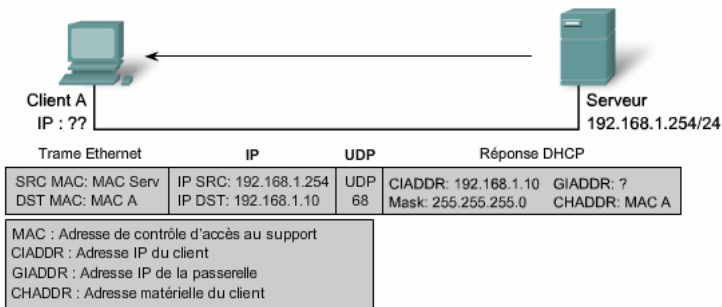 Client A
IP : ??
Serveur
192.168.1.254/24
Trame Ethernet
IP
UDP
Réponse DHCP
SRC MAC: MAC Serv
DST MAC: MAC A
IP SRC: 192.168.1.254
IP DST: 192.168.1.10
UDP
68
CIADDR: 192.168.1.10 GIADDR: ?
Mask: 255.255.255.0 CHADDR: MAC A
MAC : Adresse de contrôle d'accès au support
CIADDR : Adresse IP du client
GIADDR : Adresse IP de la passerelle
CHADDR : Adresse matérielle du client